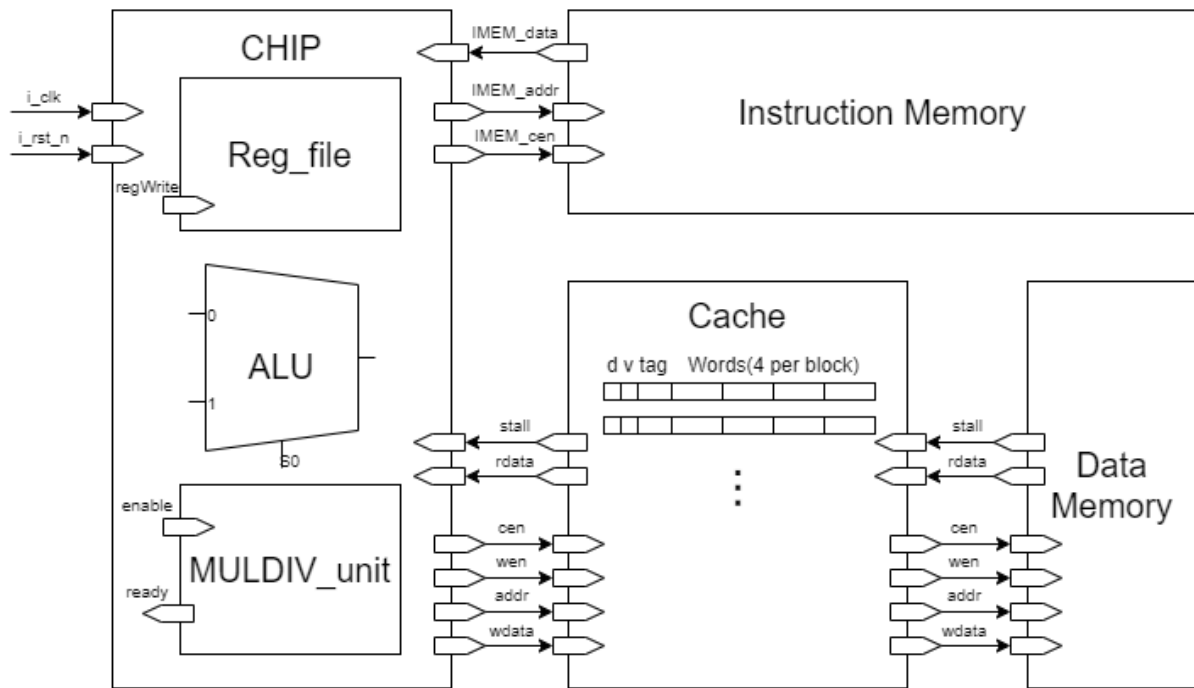 CHIP
i_clk
i_rst_n
Reg_file
regWrite
0
ALU
1
S0
enable
MULDIV_unit
ready
IMEM_data
IMEM_addr
IMEM_cen
Instruction Memory
stall
rdata
cen
wen
addr
wdata
Cache
d v tag Words(4 per block)
stall
rdata
cen
wen
addr
wdata
Data
Memory